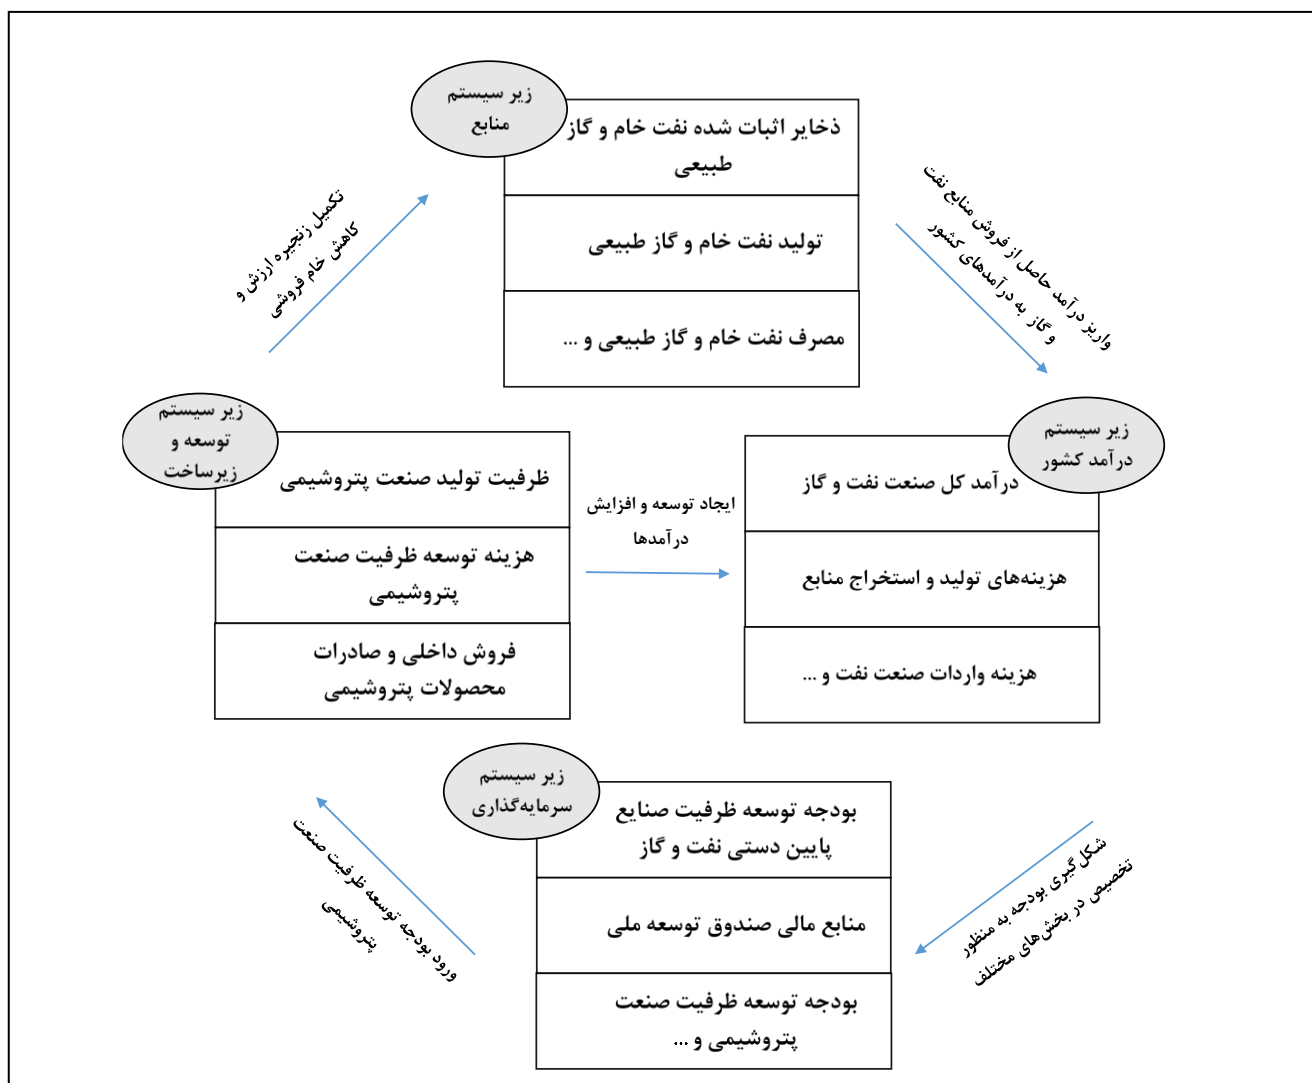 زیر سیستم
منابع
ذخایر اثبات شده نفت خام و گاز
طبیعی
تولید نفت خام و گاز طبیعی
مصرف نفت خام و گاز طبیعی و ...
تکمیل زنجیره ارزش و
کاهش خام فروشی
واریز درآمد حاصل از فروش منابع نفت
و گاز به درآمدهای کشور
زیر سیستم
درآمد کشور
درآمد کل صنعت نفت و گاز
هزینه‌های تولید و استخراج منابع
هزینه واردات صنعت نفت و ...
ایجاد توسعه و افزایش
درآمدها
زیر سیستم
توسعه و
زیرساخت
ظرفیت تولید صنعت پتروشیمی
هزینه توسعه ظرفیت صنعت
پتروشیمی
فروش داخلی و صادرات
محصولات پتروشیمی
شکل‌گیری بودجه به منظور
تخصیص در بخش‌های مختلف
زیر سیستم
سرمایه‌گذاری
بودجه توسعه ظرفیت صنایع
پایین دستی نفت و گاز
منابع مالی صندوق توسعه ملی
بودجه توسعه ظرفیت صنعت
پتروشیمی و ...
ورود بودجه توسعه ظرفیت صنعت
پتروشیمی